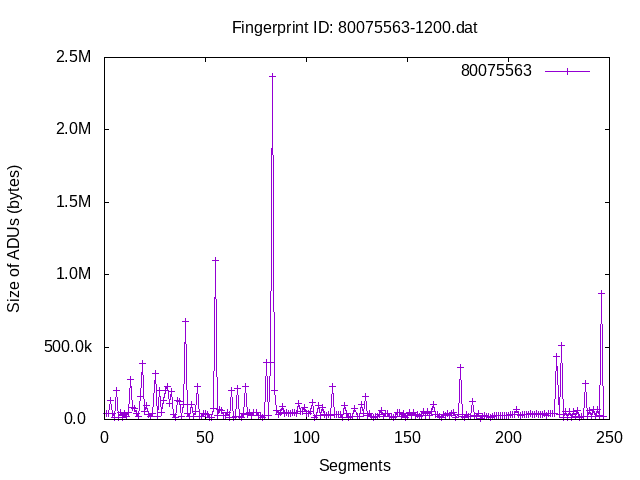 Fingerprint ID: 80075563-1200.dat
80075563
2.5M
2.0M
1.5M
1.0M
500.0k
0.0
Size of ADUs (bytes)
0 50 100 150 200 250
Segments